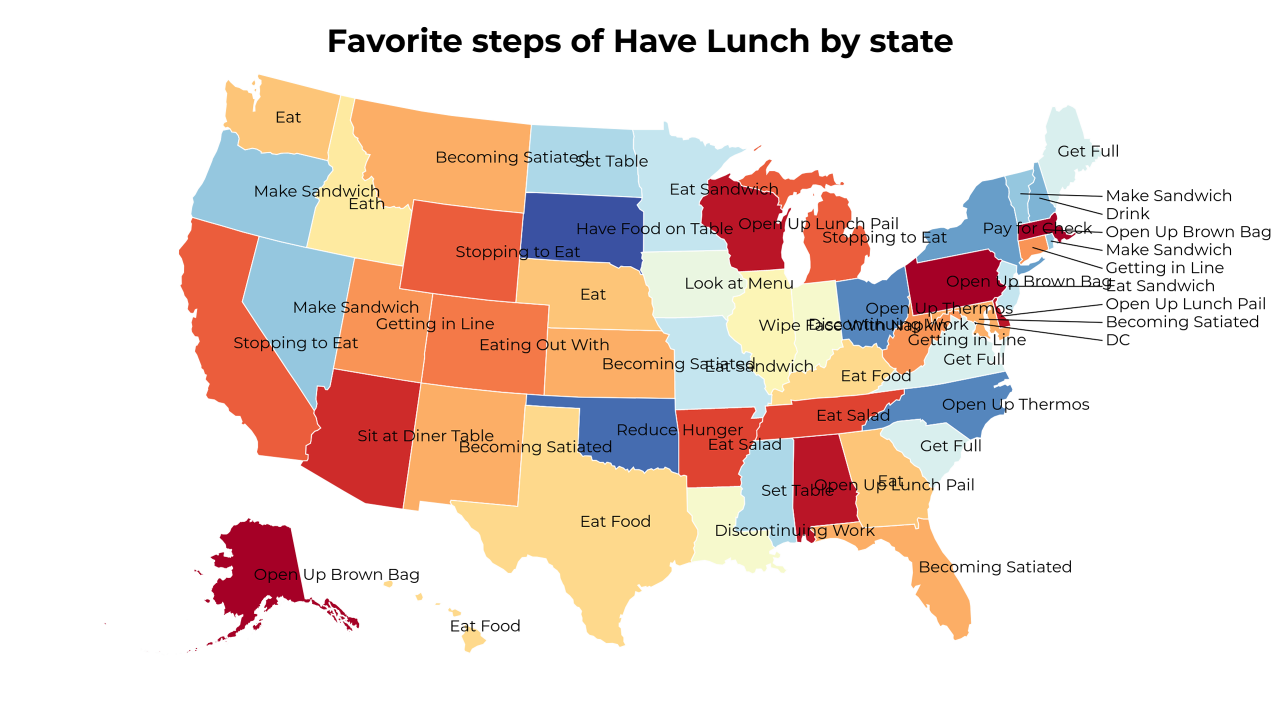 Favorite steps of Have Lunch by state
Eat
Becoming Satiated
Set Table
Get Full
Make Sandwich
Eath
Eat Sandwich
Make Sandwich
Drink
Open Up Lunch Pail
Have Food on Table
Pay for Check
Open Up Brown Bag
Stopping to Eat
Make Sandwich
Stopping to Eat
Getting in Line
Look at Menu
Open Up Brown Bag
Eat Sandwich
Eat
Open Up Lunch Pail
Make Sandwich
Open Up Thermos
Getting in Line
Wipe Face With Napkin
Discontinuing Work
Becoming Satiated
Stopping to Eat
Eating Out With
Getting in Line
DC
Becoming Satiated
Eat Sandwich
Get Full
Eat Food
Open Up Thermos
Eat Salad
Sit at Diner Table
Becoming Satiated
Reduce Hunger
Eat Salad
Get Full
Set Table
Open Up Lunch Pail
Eat
Eat Food
Discontinuing Work
Becoming Satiated
Open Up Brown Bag
Eat Food